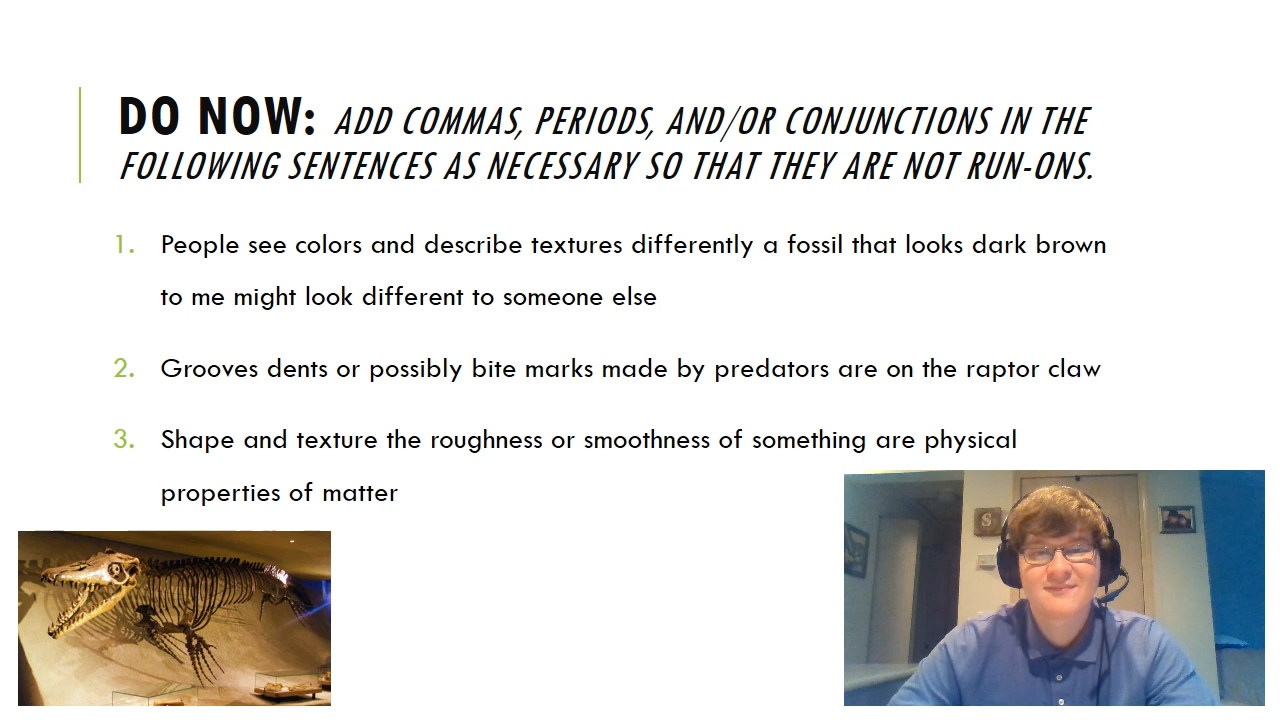 DO NOW: ADD COMMAS, PERIODS, AND/OR CONJUNCTIONS IN THE
FOLLOWING SENTENCES AS NECESSARY SO THAT THEY ARE NOT RUN-ONS.
1. People see colors and describe textures differently a fossil that looks dark brown
to me might look different to someone else
2. Grooves dents or possibly bite marks made by predators are on the raptor claw
3. Shape and texture the roughness or smoothness of something are physical
properties of matter
S